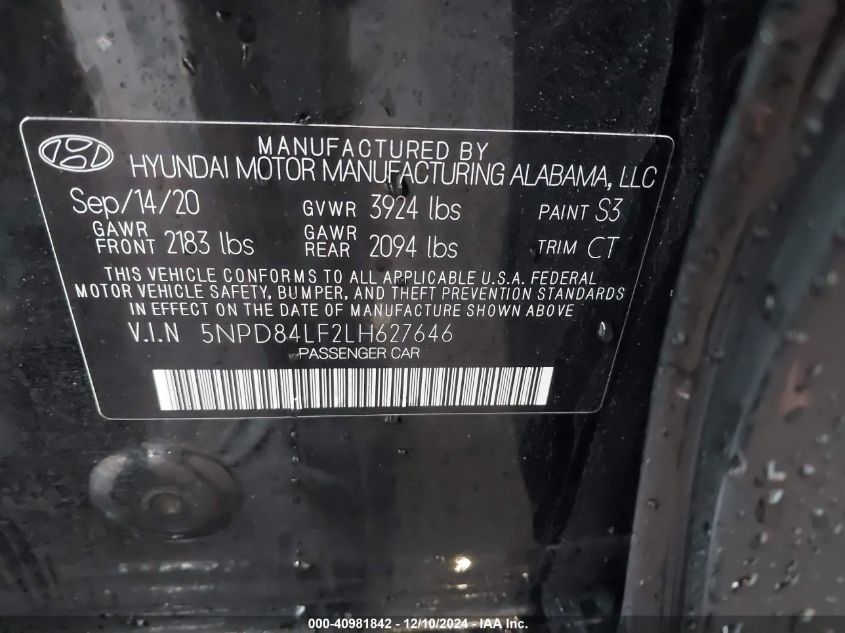 MANUFACTURED BY
HYUNDAI MOTOR MANUFACTURING ALABAMA, LLC
Sep/14/20 GVWR 3924 lbs PAINT S3
GAWR FRONT 2183 lbs GAWR REAR 2094 lbs TRIM CT
THIS VEHICLE CONFORMS TO ALL APPLICABLE U.S.A. FEDERAL
MOTOR VEHICLE SAFETY, BUMPER, AND THEFT PREVENTION STANDARDS
IN EFFECT ON THE DATE OF MANUFACTURE SHOWN ABOVE.
V.I.N 5NPD84LF2LH627646
PASSENGER CAR
000-40981842 - 12/10/2024 - IAA Inc.